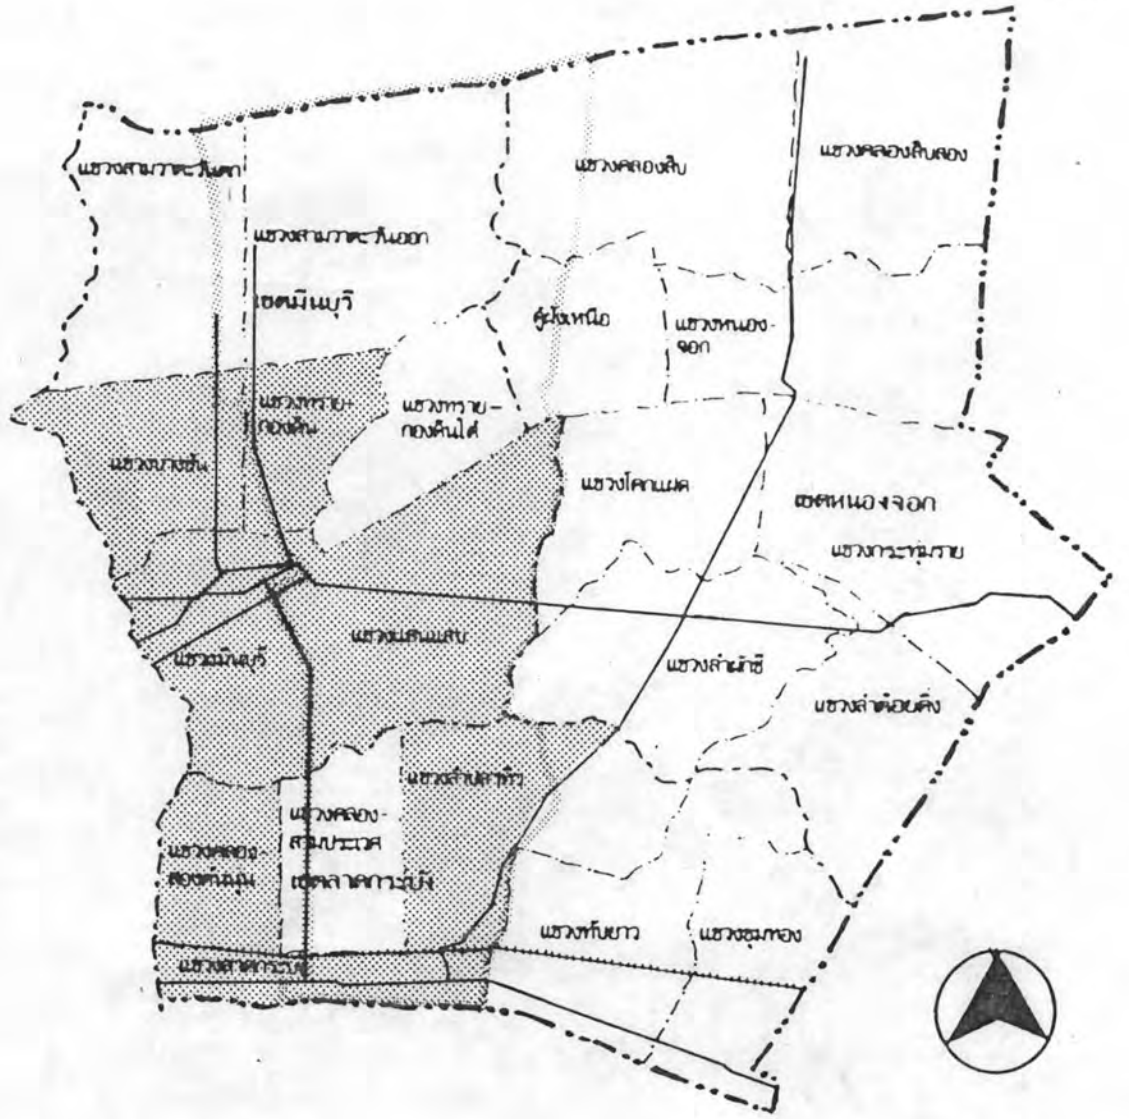 แขวงคลองสิบ
แขวงคลองสิบสอง
แขวงสามวาตะวันตก
แขวงสามวาตะวันออก
เขตมีนบุรี
คู้ฝั่งเหนือ
แขวงหนอง-
จอก
แขวงทราย-
กองดิน
แขวงทราย-
กองดินใต้
แขวงบางชัน
แขวงโคกแฝด
เขตหนองจอก
แขวงกระทุ่มราย
แขวงแสนแสบ
แขวงมีนบุรี
แขวงลำผักชี
แขวงลำต้อยติ่ง
แขวงลำปลาทิว
แขวงคลอง-
สามประเวศ
แขวงคลอง-
สองต้นนุ่น
เขตลาดกระบัง
แขวงทับยาว
แขวงขุมทอง
แขวงลาดกระบัง